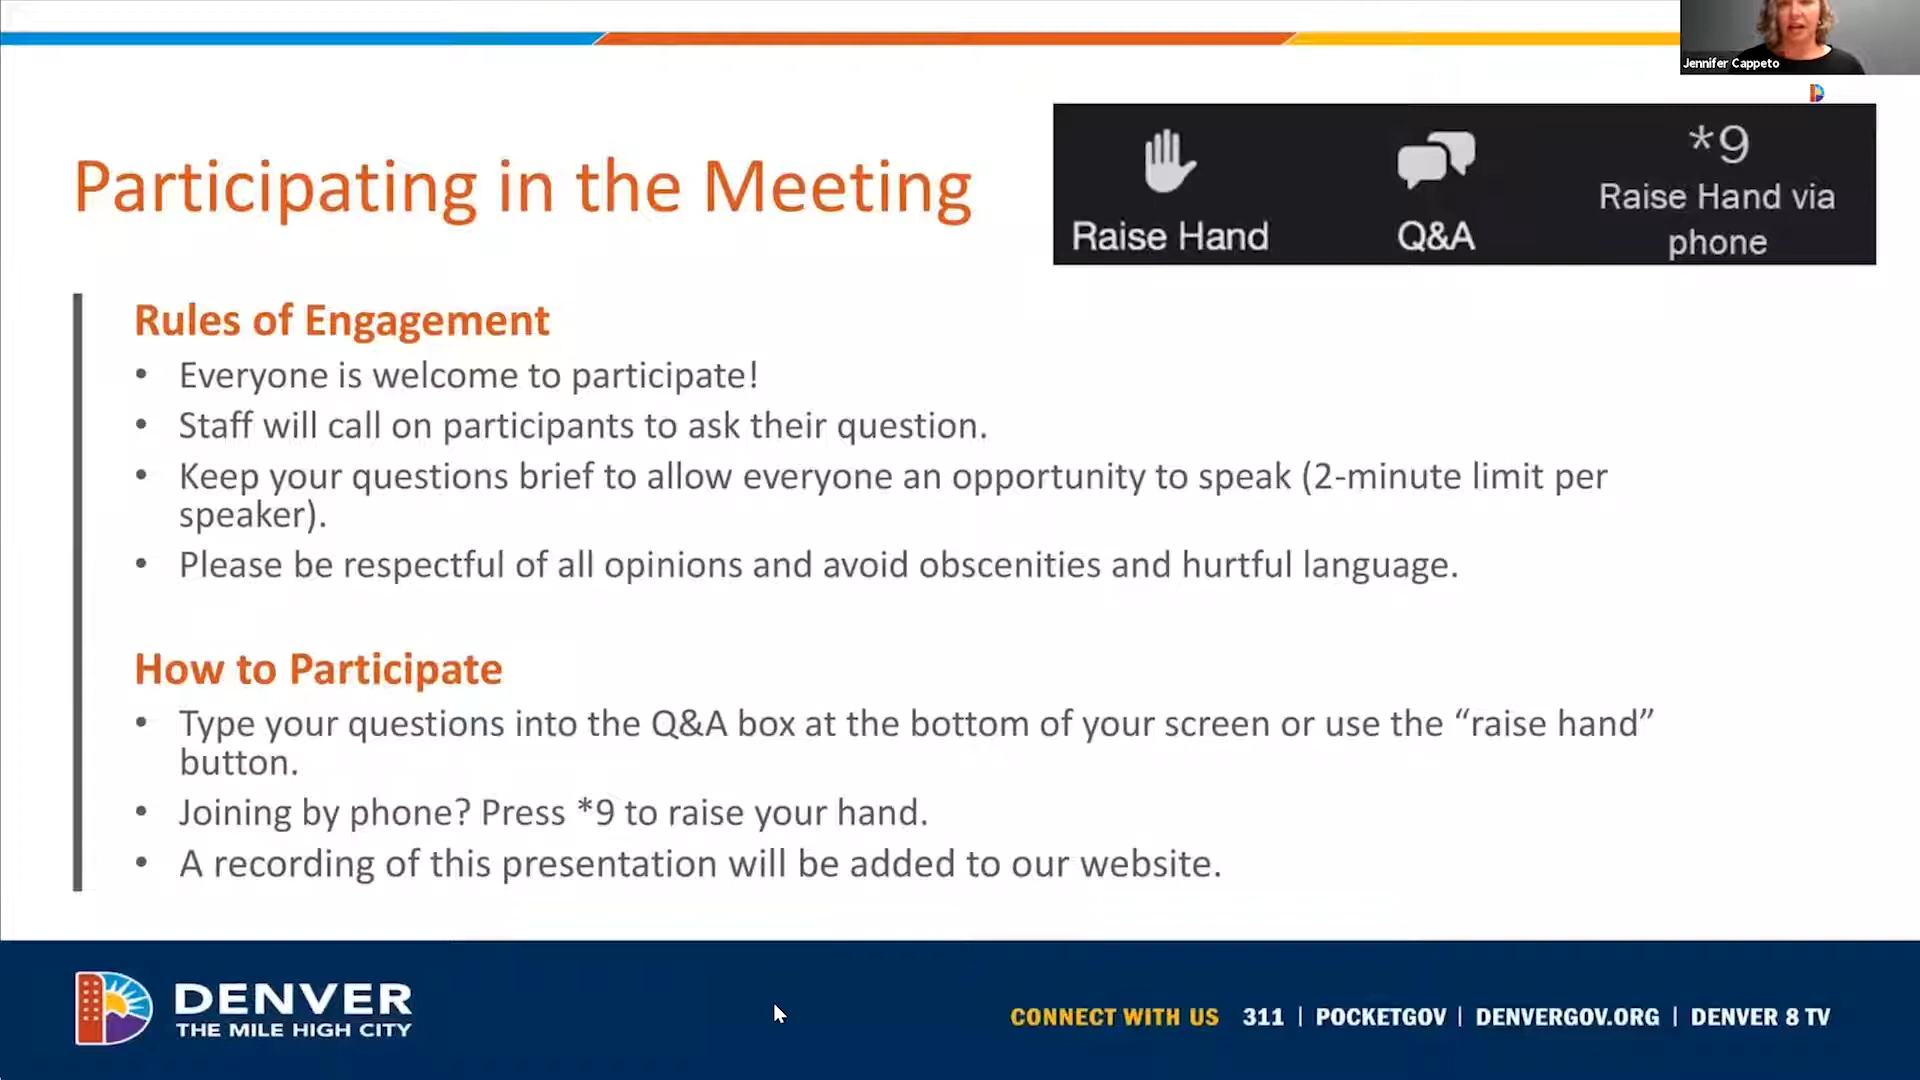 Jennifer Cappeto
Participating in the Meeting
Raise Hand
Q&A
*9
Raise Hand via
phone
Rules of Engagement
• Everyone is welcome to participate!
• Staff will call on participants to ask their question.
• Keep your questions brief to allow everyone an opportunity to speak (2-minute limit per
speaker).
• Please be respectful of all opinions and avoid obscenities and hurtful language.
How to Participate
• Type your questions into the Q&A box at the bottom of your screen or use the “raise hand”
button.
• Joining by phone? Press *9 to raise your hand.
• A recording of this presentation will be added to our website.
DENVER
THE MILE HIGH CITY
CONNECT WITH US 311 | POCKETGOV | DENVERGOV.ORG | DENVER 8 TV